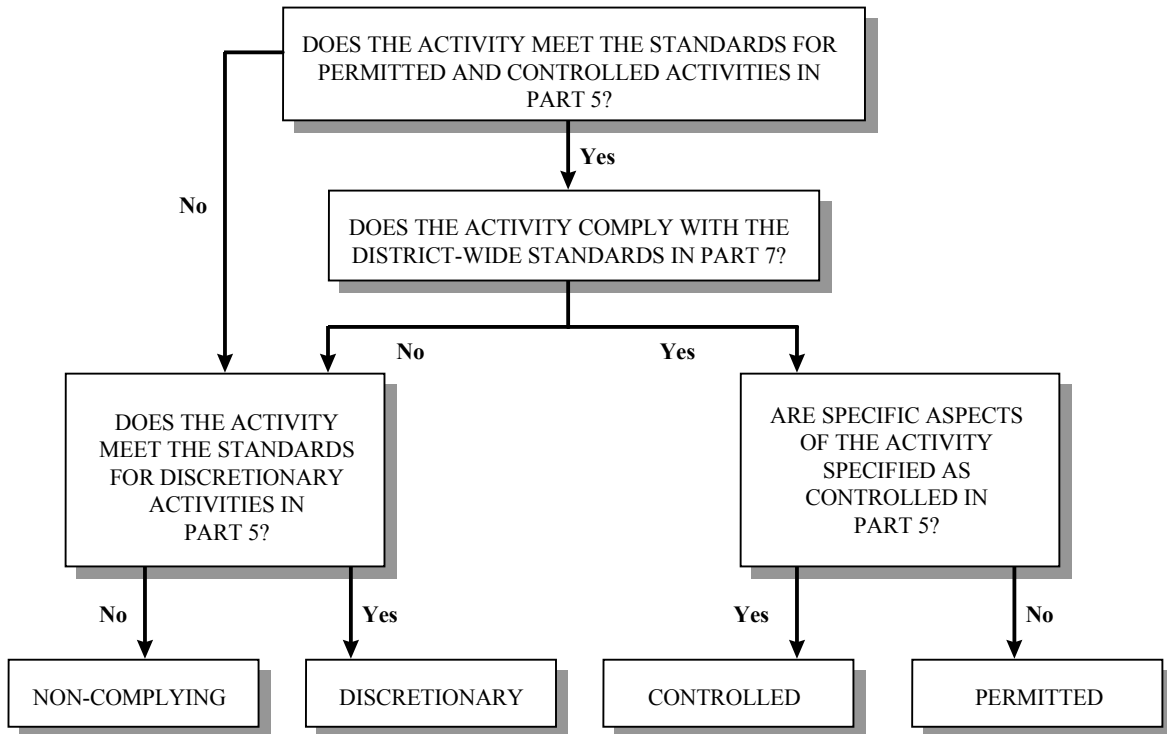 DOES THE ACTIVITY MEET THE STANDARDS FOR
PERMITTED AND CONTROLLED ACTIVITIES IN
PART 5?
Yes
No
DOES THE ACTIVITY COMPLY WITH THE
DISTRICT-WIDE STANDARDS IN PART 7?
No
Yes
DOES THE ACTIVITY
MEET THE STANDARDS
FOR DISCRETIONARY
ACTIVITIES IN
PART 5?
ARE SPECIFIC ASPECTS
OF THE ACTIVITY
SPECIFIED AS
CONTROLLED IN
PART 5?
No
Yes
Yes
No
NON-COMPLYING
DISCRETIONARY
CONTROLLED
PERMITTED